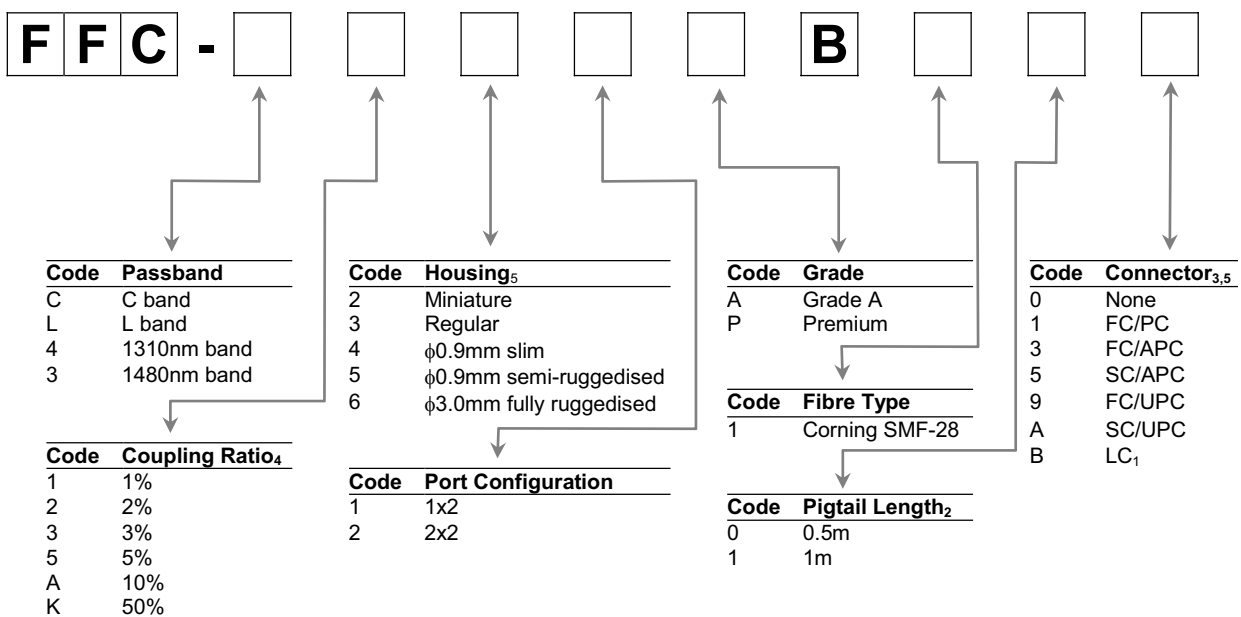 FFC - B
Code Passband
C C band
L L band
4 1310nm band
3 1480nm band
Code Coupling Ratio4
1 1%
2 2%
3 3%
5 5%
A 10%
K 50%
Code Housing5
2 Miniature
3 Regular
4 ϕ0.9mm slim
5 ϕ0.9mm semi-ruggedised
6 ϕ3.0mm fully ruggedised
Code Port Configuration
1 1x2
2 2x2
Code Grade
A Grade A
P Premium
Code Fibre Type
1 Corning SMF-28
Code Pigtail Length2
0 0.5m
1 1m
Code Connector3,5
0 None
1 FC/PC
3 FC/APC
5 SC/APC
9 FC/UPC
A SC/UPC
B LC1